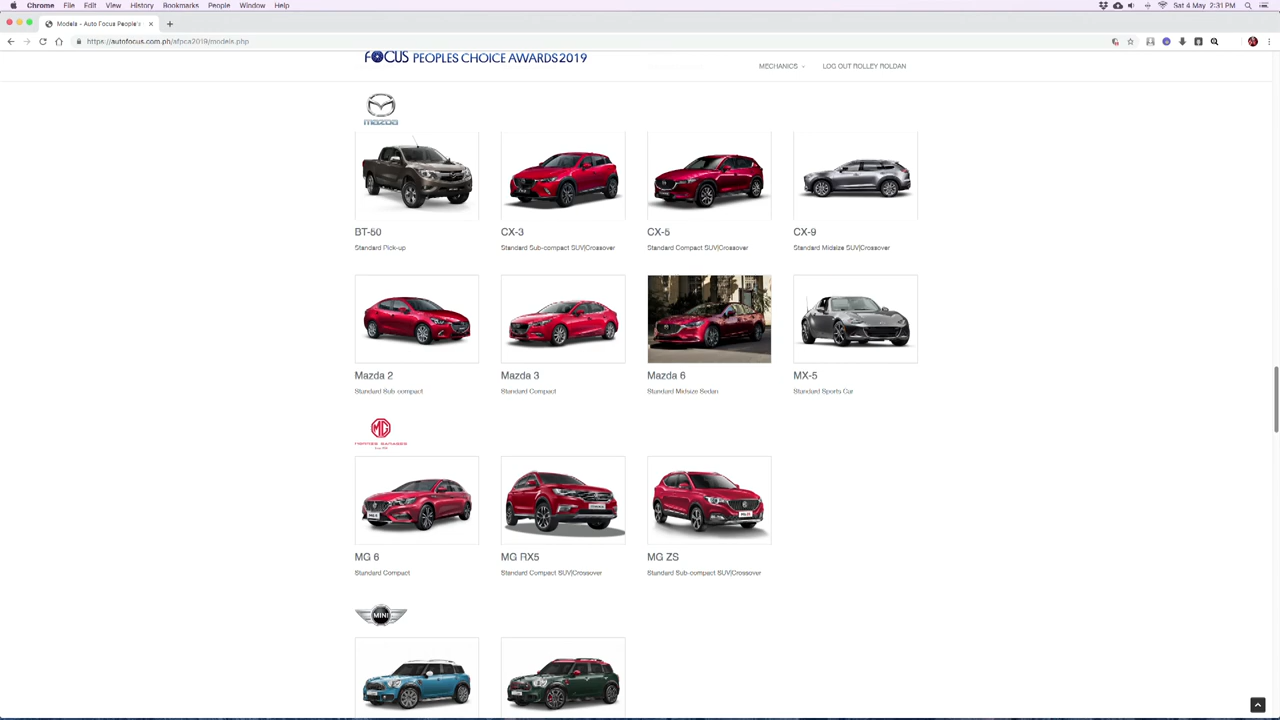 Chrome File Edit View History Bookmarks People Window Help Sat 4 May 2:31 PM
Models - Auto Focus People's
https://autofocus.com.ph/afpca2019/models.php
FOCUS PEOPLES CHOICE AWARDS 2019
MECHANICS LOG OUT ROLLEY ROLDAN
mazda
BT-50 CX-3 CX-5 CX-9
Standard Pick-up Standard Sub-compact SUV|Crossover Standard Compact SUV|Crossover Standard Midsize SUV|Crossover
Mazda 2 Mazda 3 Mazda 6 MX-5
Standard Sub-compact Standard Compact Standard Midsize Sedan Standard Sports Car
MG
MORRIS GARAGES
MG 6 MG RX5 MG ZS
Standard Compact Standard Compact SUV|Crossover Standard Sub-compact SUV|Crossover
MINI